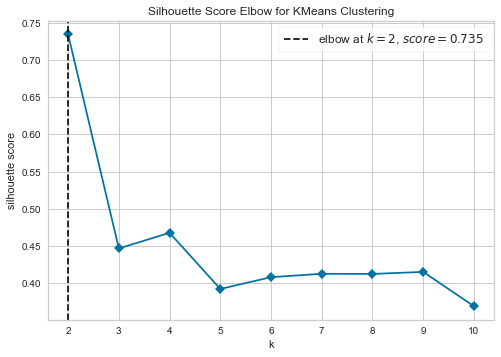 Silhouette Score Elbow for KMeans Clustering
elbow at k = 2, score = 0.735
0.75
0.70
0.65
0.60
0.55
0.50
0.45
0.40
silhouette score
2 3 4 5 6 7 8 9 10
k